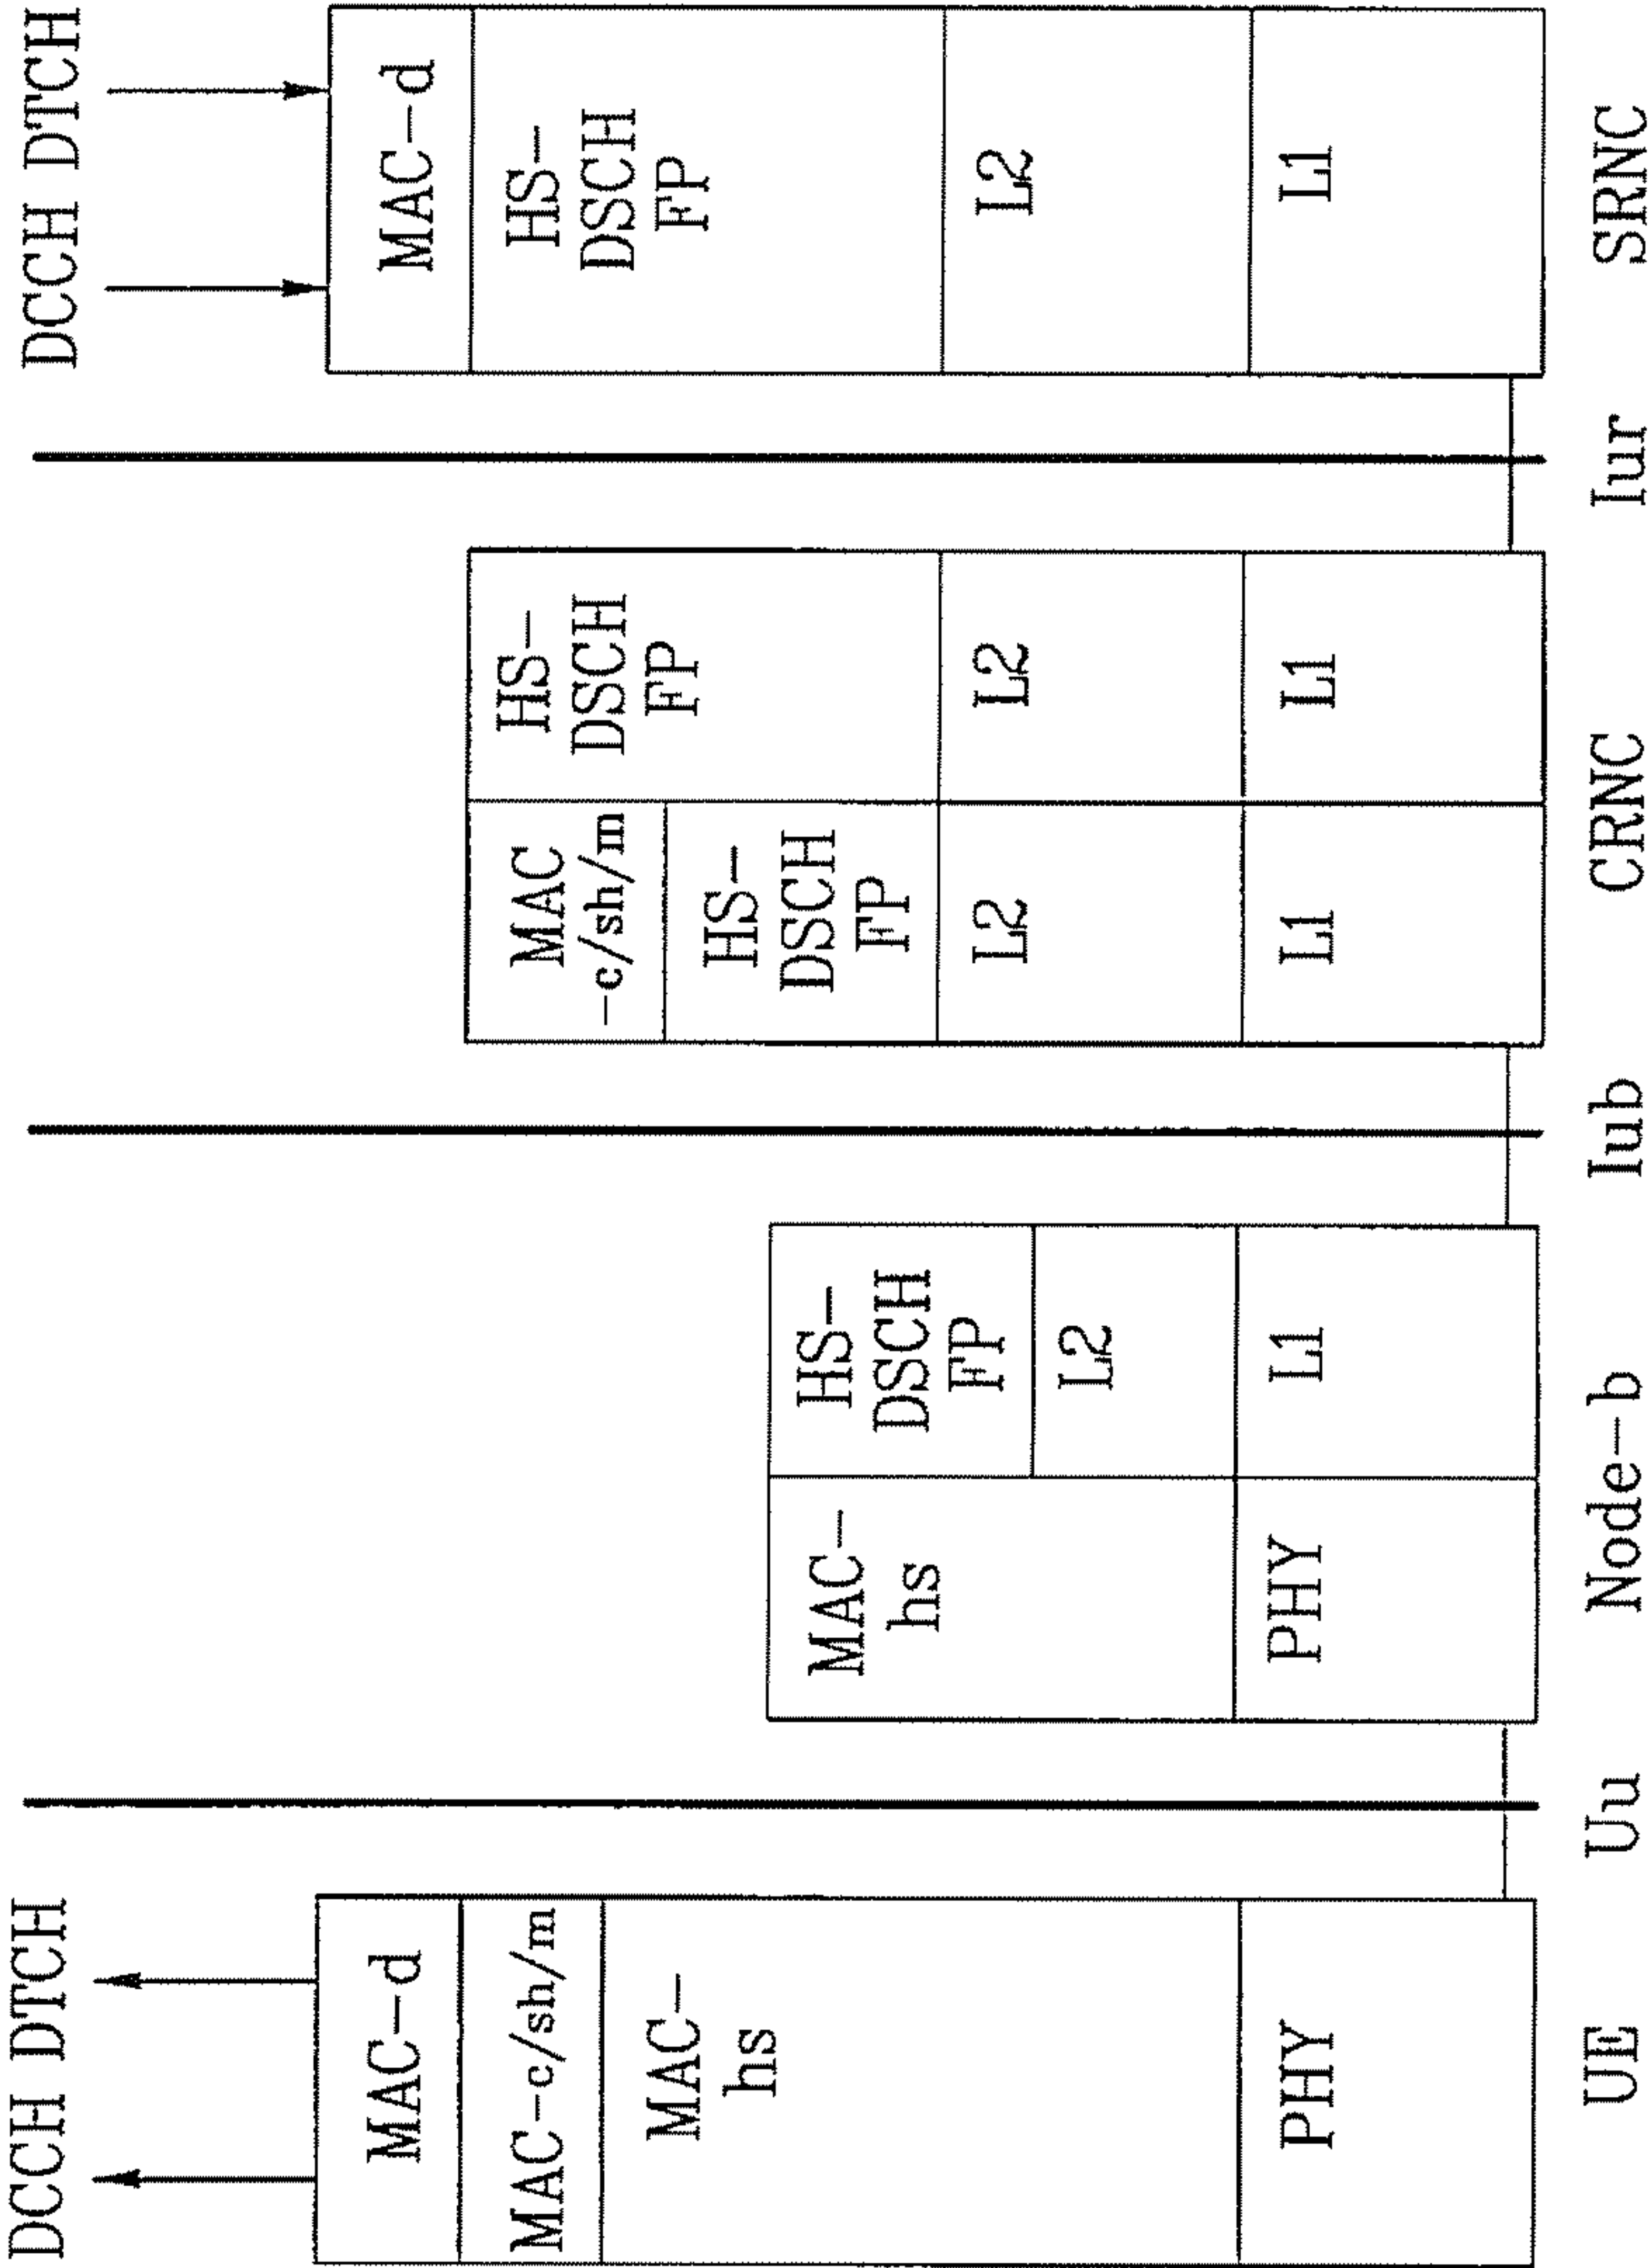 DCCH DTCH
MAC-d
MAC-c/sh/m
MAC-
hs
PHY
UE
Uu
MAC-
hs
PHY
HS-
DSCH
FP
L2
L1
Node-b
Iub
MAC
-c/sh/m
HS-
DSCH
FP
L2
L1
HS-
DSCH
FP
L2
L1
CRNC
Iur
DCCH DTCH
MAC-d
HS-
DSCH
FP
L2
L1
SRNC